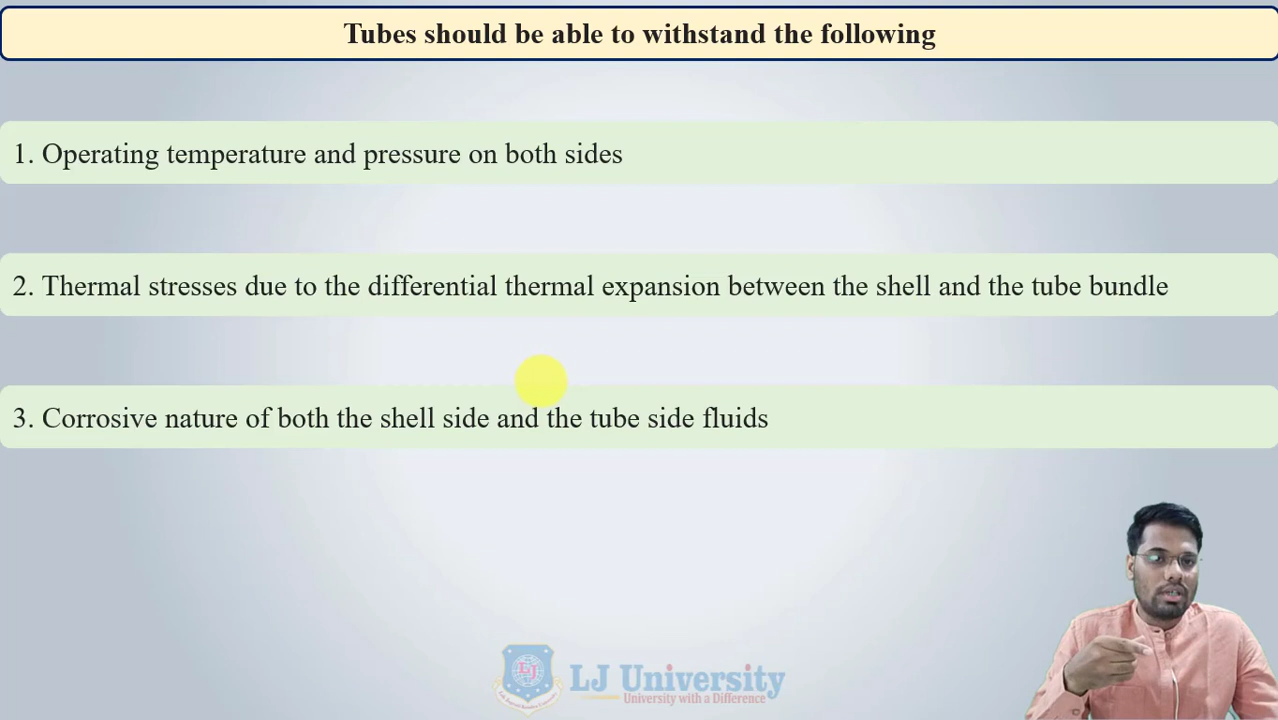 Tubes should be able to withstand the following
1. Operating temperature and pressure on both sides
2. Thermal stresses due to the differential thermal expansion between the shell and the tube bundle
3. Corrosive nature of both the shell side and the tube side fluids
LJ University
University with a Difference